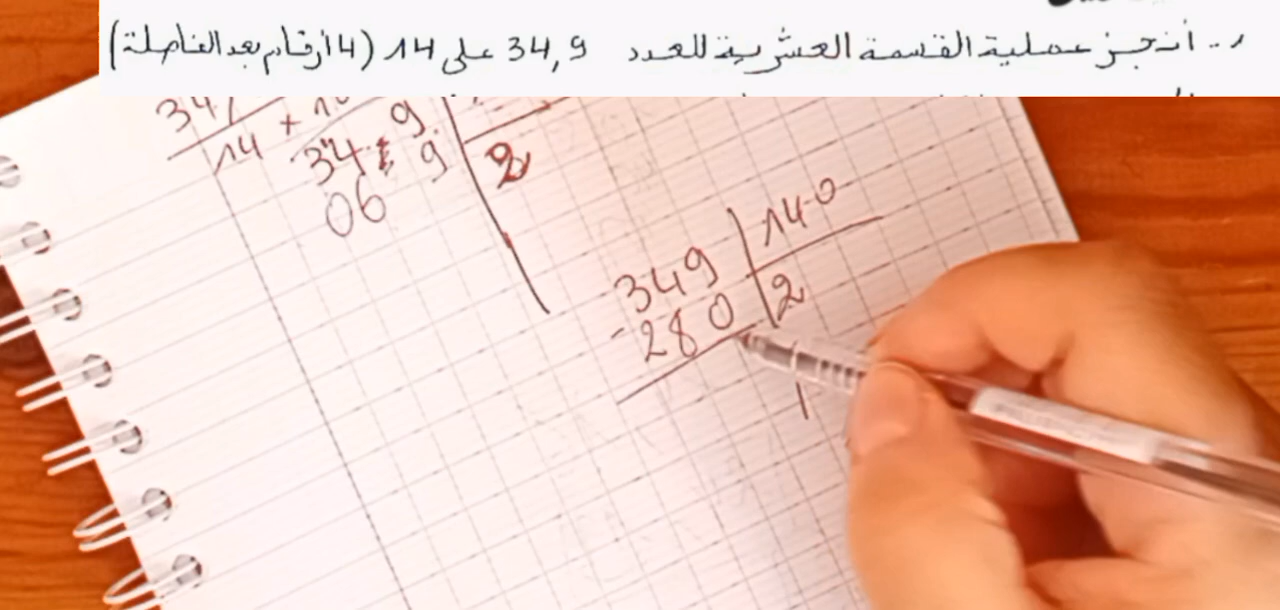 1.. أنجز عملية القسمة العشرية للعدد 34,9 على 14 (4 أرقام بعد الفاصلة)
14 × 10
34 9 9
2
06
349 140
- 280 2